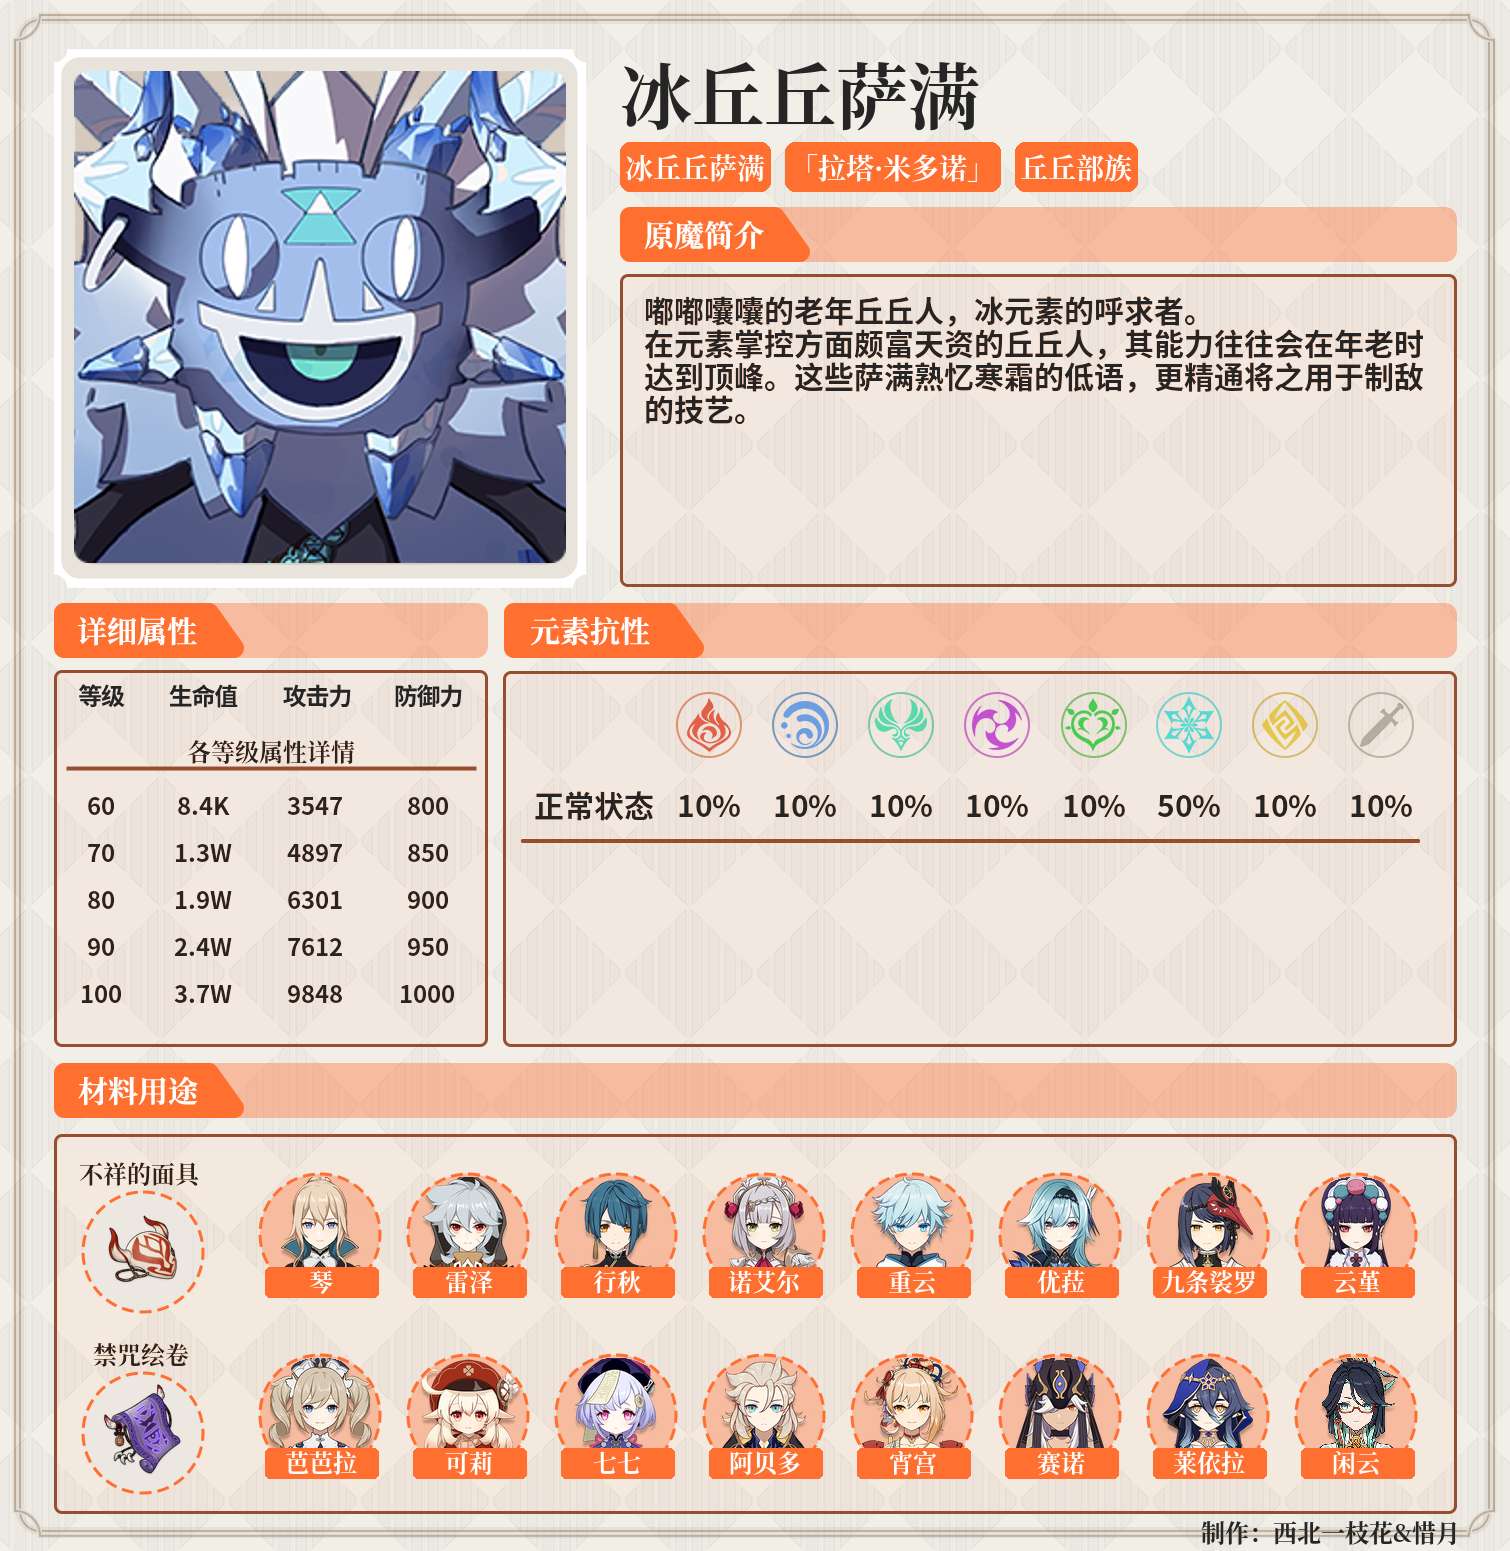 冰丘丘萨满
冰丘丘萨满 「拉塔·米多诺」 丘丘部族
原魔简介
嘟嘟囔囔的老年丘丘人，冰元素的呼求者。
在元素掌控方面颇富天资的丘丘人，其能力往往会在年老时
达到顶峰。这些萨满熟忆寒霜的低语，更精通将之用于制敌
的技艺。
详细属性
等级 生命值 攻击力 防御力
各等级属性详情
60 8.4K 3547 800
70 1.3W 4897 850
80 1.9W 6301 900
90 2.4W 7612 950
100 3.7W 9848 1000
元素抗性
正常状态 10% 10% 10% 10% 10% 50% 10% 10%
材料用途
不祥的面具
琴 雷泽 行秋 诺艾尔 重云 优菈 九条裟罗 云堇
禁咒绘卷
芭芭拉 可莉 七七 阿贝多 宵宫 赛诺 莱依拉 闲云
制作：西北一枝花&惜月